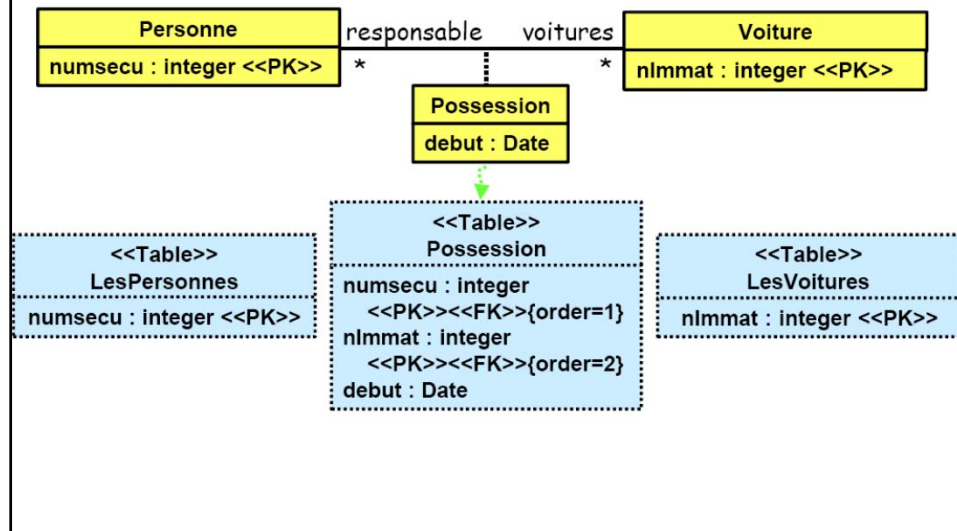 Personne
numsecu : integer <<PK>>
responsable
voitures
*
*
Voiture
nImmat : integer <<PK>>
Possession
debut : Date
<<Table>>
LesPersonnes
numsecu : integer <<PK>>
<<Table>>
Possession
numsecu : integer
<<PK>><<FK>>{order=1}
nImmat : integer
<<PK>><<FK>>{order=2}
debut : Date
<<Table>>
LesVoitures
nImmat : integer <<PK>>